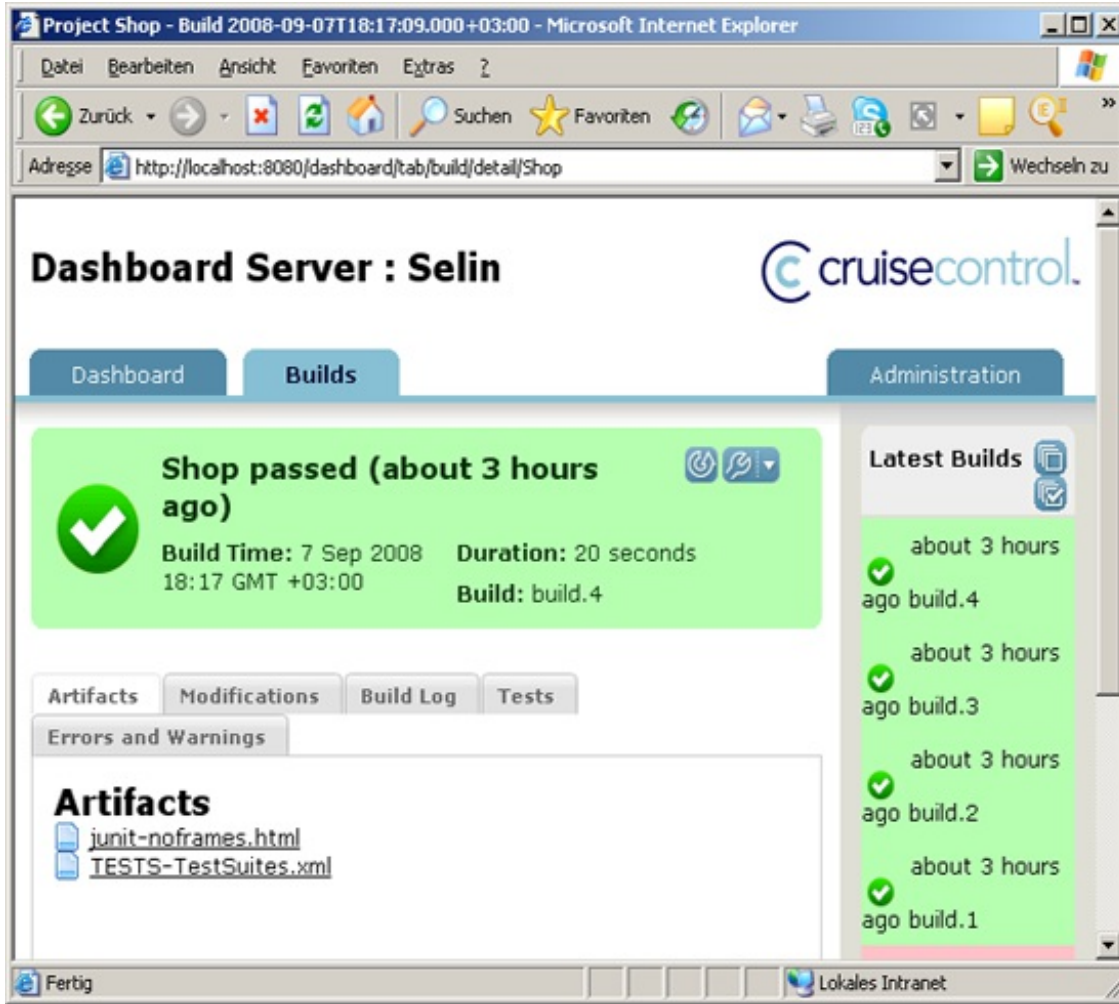 Project Shop - Build 2008-09-07T18:17:09.000+03:00 - Microsoft Internet Explorer
Datei Bearbeiten Ansicht Favoriten Extras ?
Zurück Suchen Favoriten
Adresse http://localhost:8080/dashboard/tab/build/detail/Shop Wechseln zu
Dashboard Server : Selin
cruisecontrol
Dashboard Builds Administration
Shop passed (about 3 hours
ago)
Build Time: 7 Sep 2008
18:17 GMT +03:00
Duration: 20 seconds
Build: build.4
Artifacts Modifications Build Log Tests
Errors and Warnings
Artifacts
junit-noframes.html
TESTS-TestSuites.xml
Latest Builds
about 3 hours
ago build.4
about 3 hours
ago build.3
about 3 hours
ago build.2
about 3 hours
ago build.1
Fertig Lokales Intranet